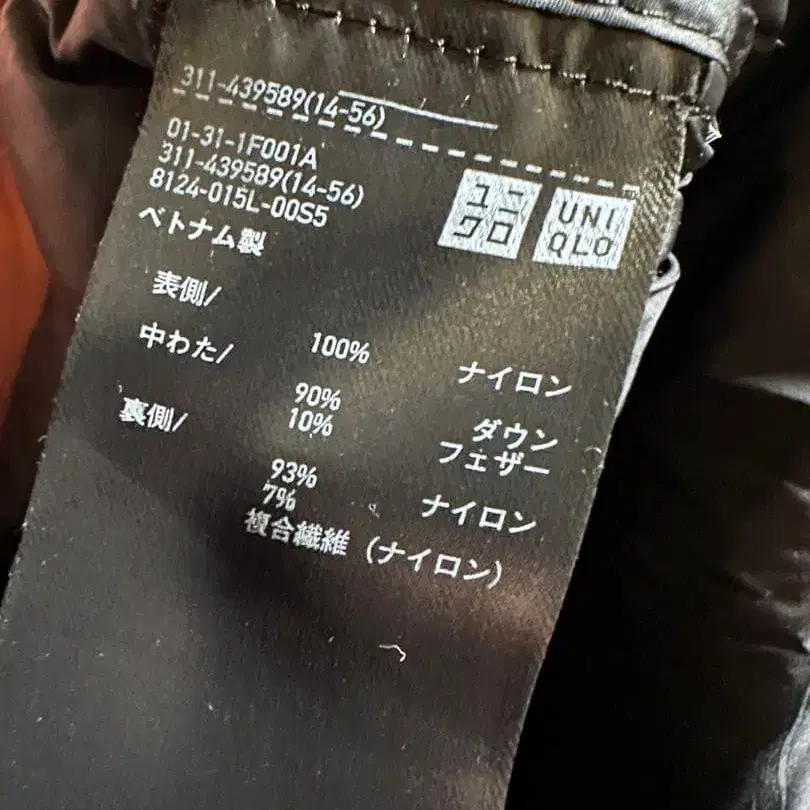 311-439589(14-56)
01-31-1F001A
311-439589(14-56)
8124-015L-00S5
ベトナム製
ユニ
クロ
UNI
QLO
表側/
100% ナイロン
中わた/
90% ダウン
10% フェザー
裏側/
93% ナイロン
7%
複合繊維 (ナイロン)